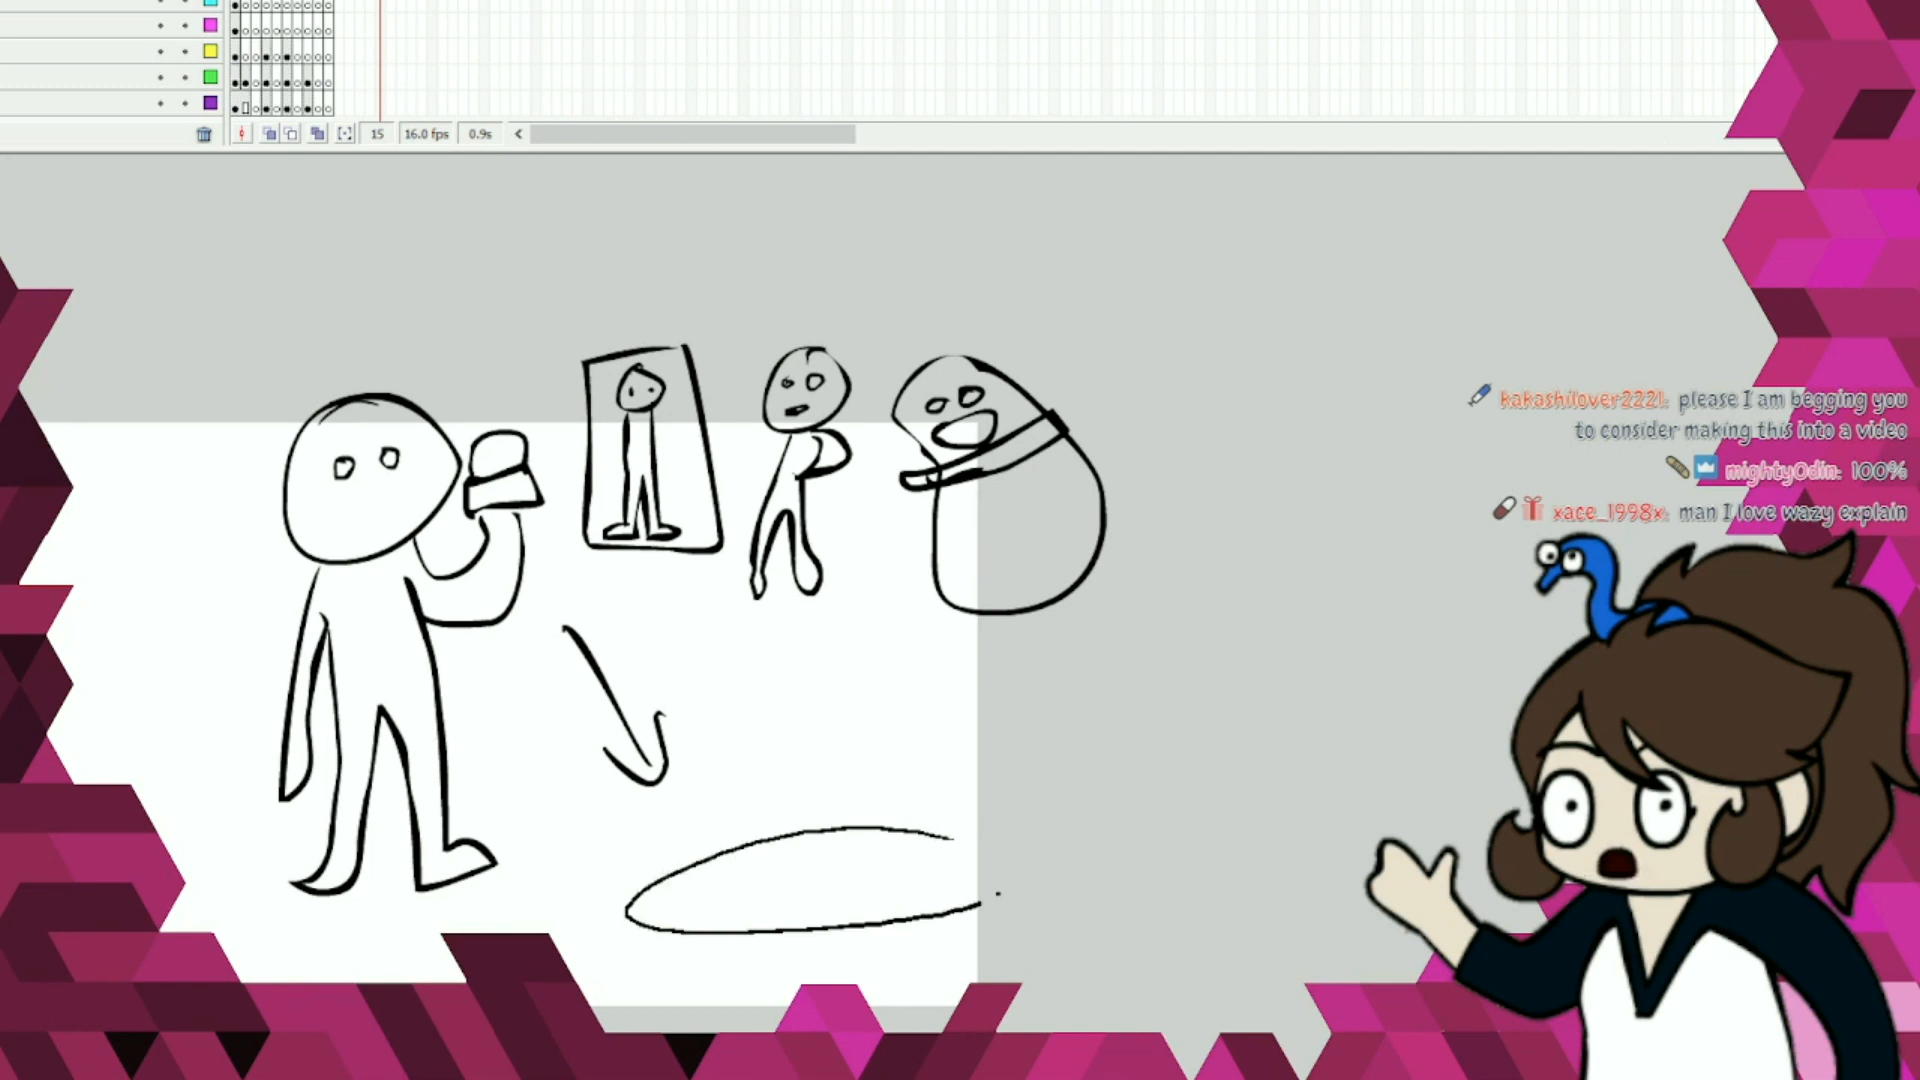 15 16.0 fps 0.9s
kakashilover222l: please I am begging you
to consider making this into a video
mightyOdin: 100%
xace_1998x: man I love wazy explain